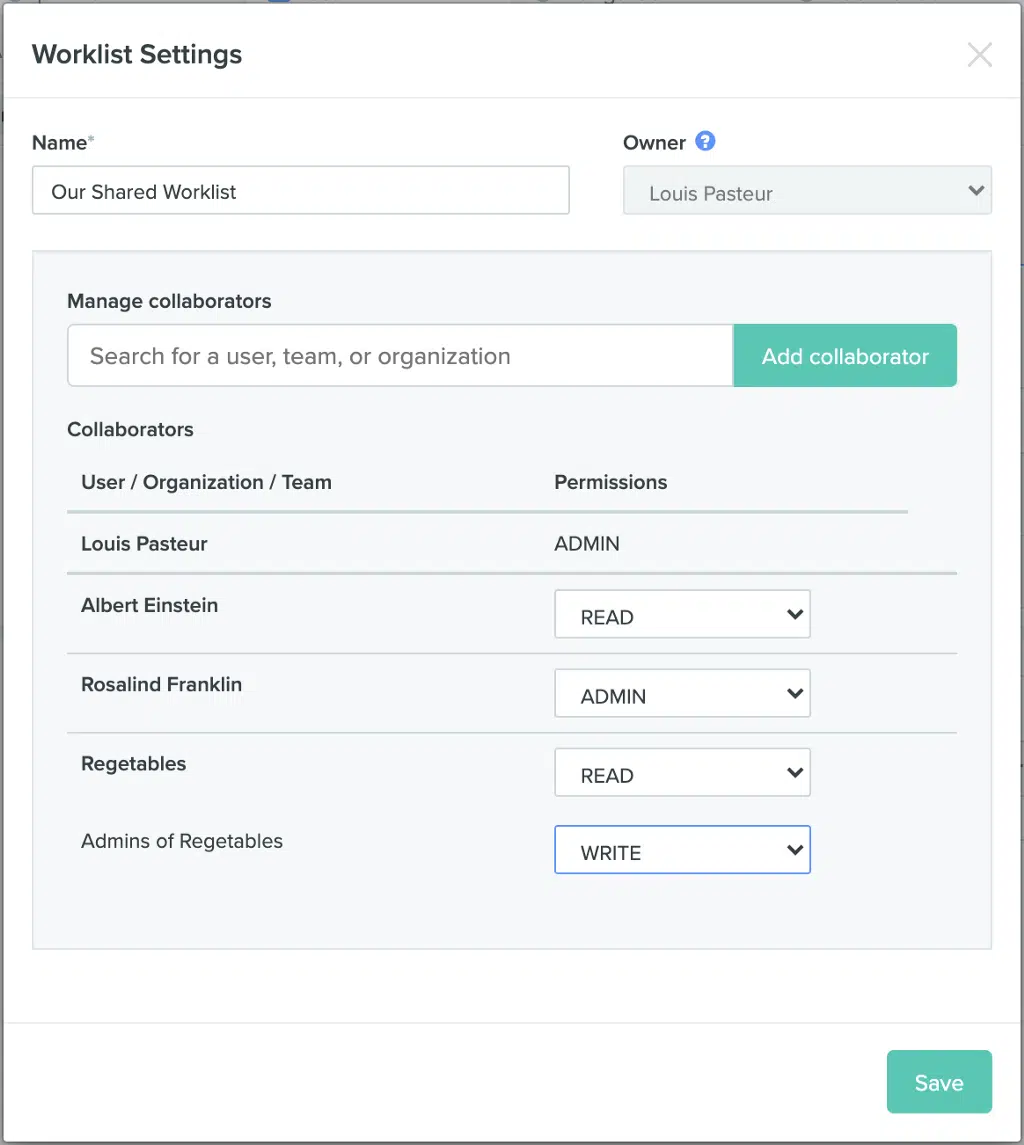 Worklist Settings
Name*
Owner ?
Our Shared Worklist
Louis Pasteur
Manage collaborators
Search for a user, team, or organization
Add collaborator
Collaborators
User / Organization / Team
Permissions
Louis Pasteur
ADMIN
Albert Einstein
READ
Rosalind Franklin
ADMIN
Regetables
READ
Admins of Regetables
WRITE
Save